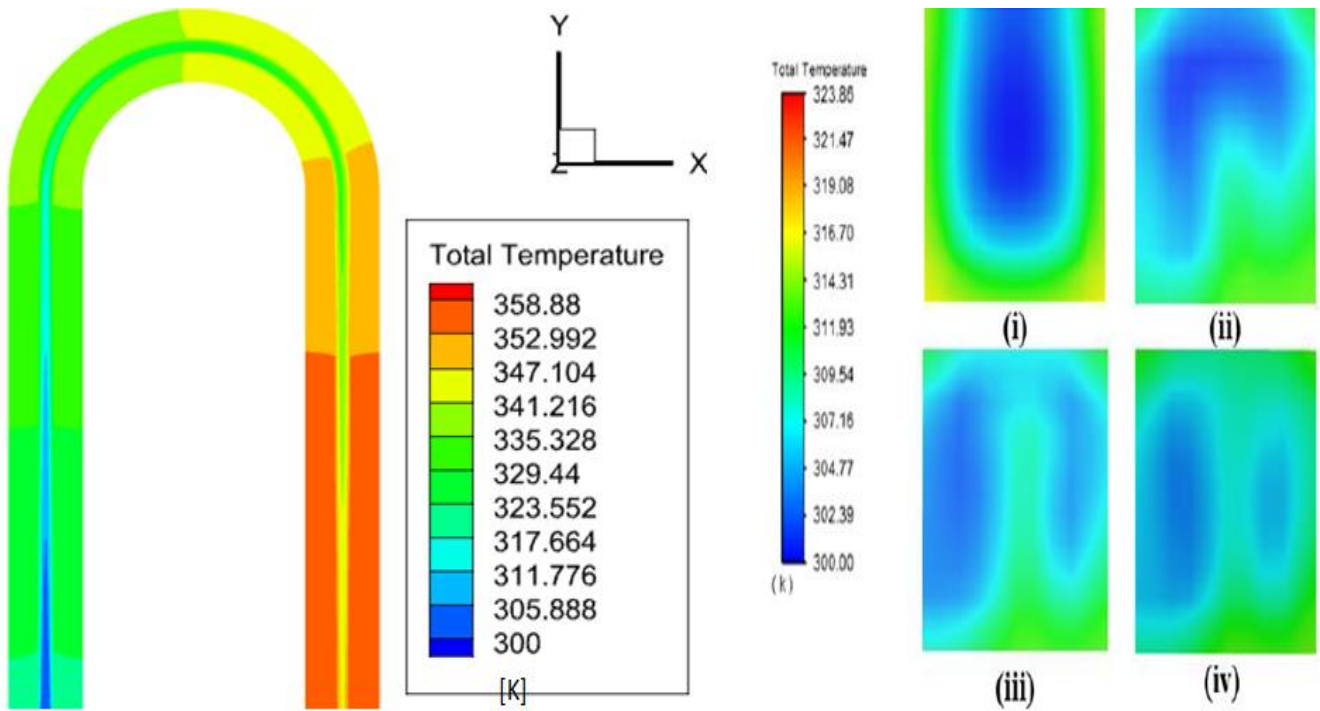 Y
X
Z
Total Temperature
358.88
352.992
347.104
341.216
335.328
329.44
323.552
317.664
311.776
305.888
300
[K]
Total Temperature
323.86
321.47
319.08
316.70
314.31
311.93
309.54
307.16
304.77
302.39
300.00
(k)
(i)
(ii)
(iii)
(iv)